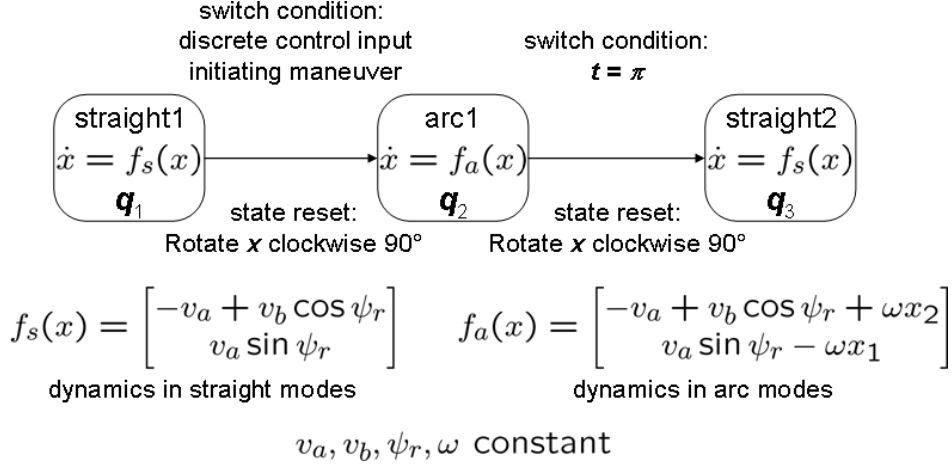 switch condition:
discrete control input
initiating maneuver
switch condition:
t = π
straight1
ẋ = f_s(x)
q_1
arc1
ẋ = f_a(x)
q_2
straight2
ẋ = f_s(x)
q_3
state reset:
Rotate x clockwise 90°
state reset:
Rotate x clockwise 90°
f_s(x) = [−v_a + v_b cos ψ_r
v_a sin ψ_r]
dynamics in straight modes
f_a(x) = [−v_a + v_b cos ψ_r + ωx_2
v_a sin ψ_r − ωx_1]
dynamics in arc modes
v_a, v_b, ψ_r, ω constant